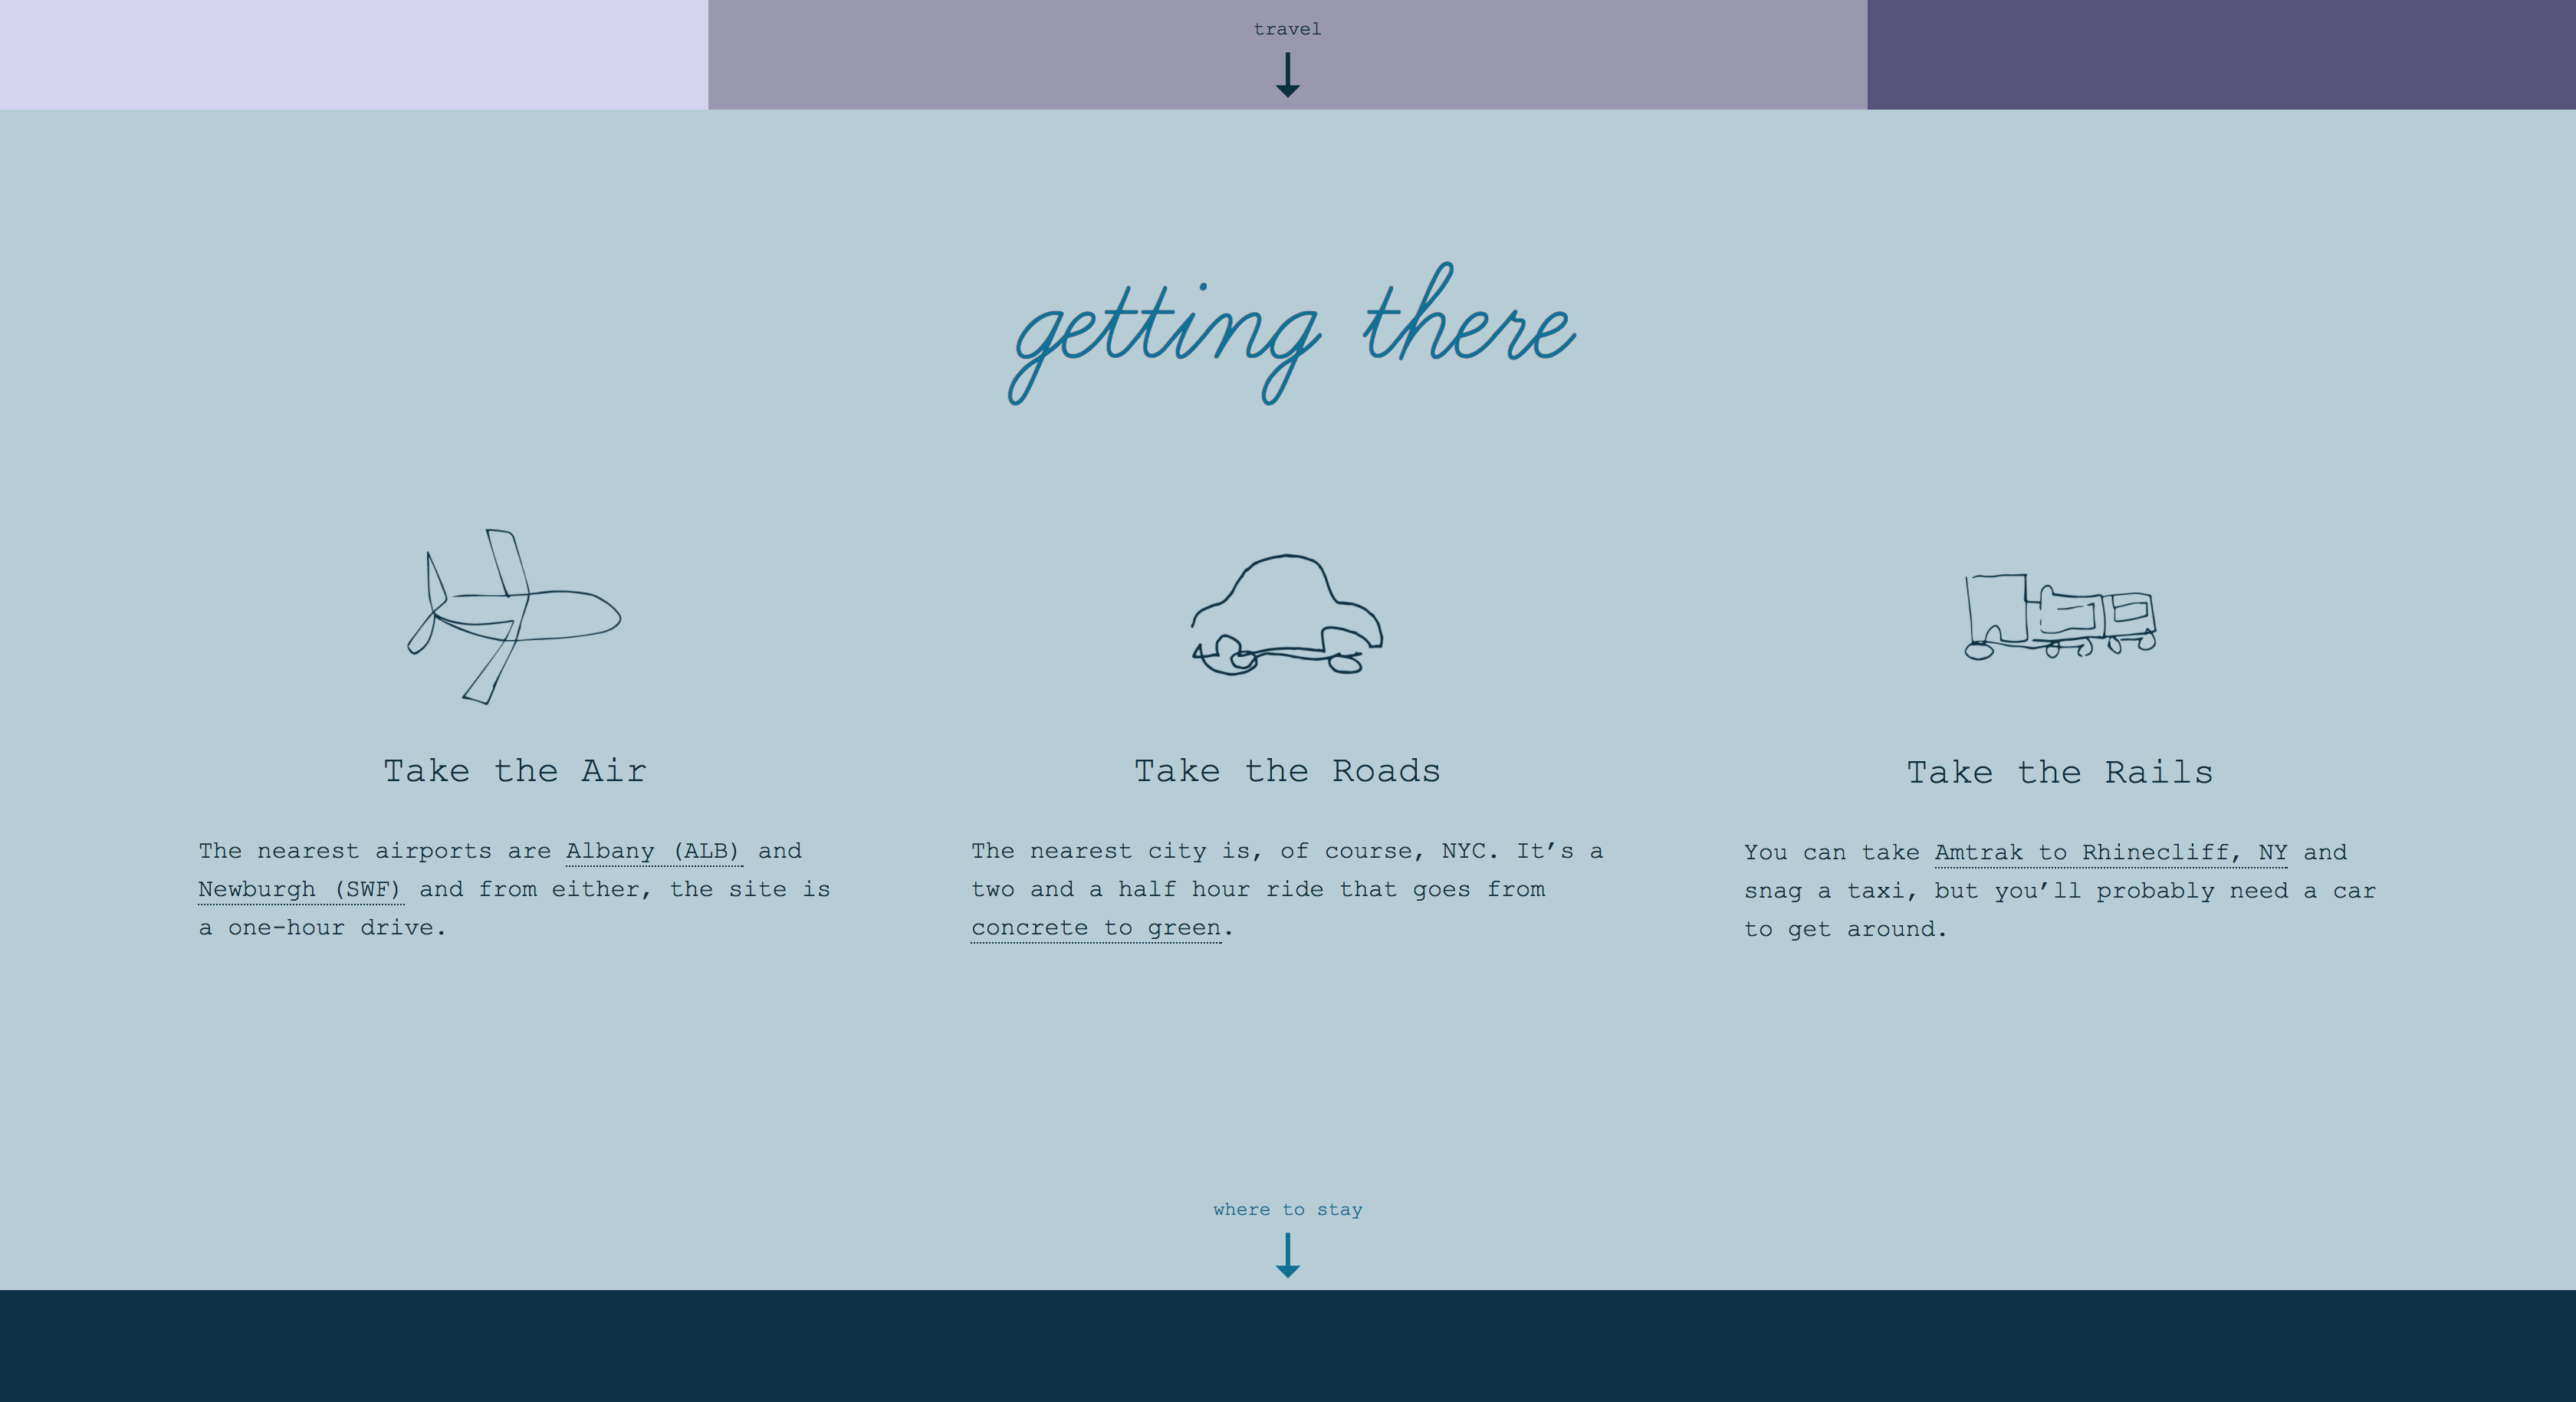 travel
getting there
Take the Air
The nearest airports are Albany (ALB) and
Newburgh (SWF) and from either, the site is
a one-hour drive.
Take the Roads
The nearest city is, of course, NYC. It’s a
two and a half hour ride that goes from
concrete to green.
Take the Rails
You can take Amtrak to Rhinecliff, NY and
snag a taxi, but you’ll probably need a car
to get around.
where to stay